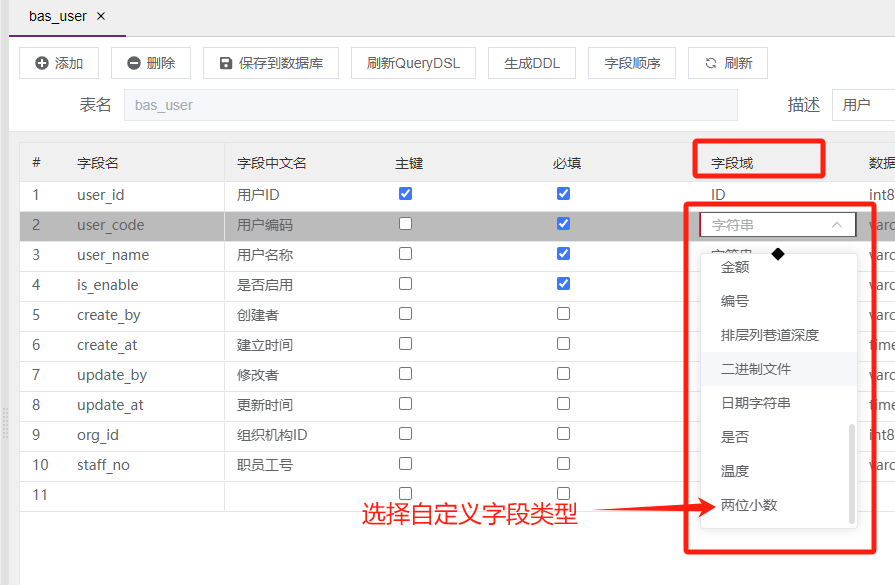 bas_user ×
添加 删除 保存到数据库 刷新QueryDSL 生成DDL 字段顺序 刷新
表名 bas_user 描述 用户
# 字段名 字段中文名 主键 必填 字段域 数据
1 user_id 用户ID ID int8
2 user_code 用户编码 字符串 varc
3 user_name 用户名称 字符串 varc
4 is_enable 是否启用 varc
5 create_by 创建者 varc
6 create_at 建立时间 time
7 update_by 修改者 varc
8 update_at 更新时间 time
9 org_id 组织机构ID int8
10 staff_no 职员工号 varc
11
金额
编号
排层列巷道深度
二进制文件
日期字符串
是否
温度
两位小数
选择自定义字段类型